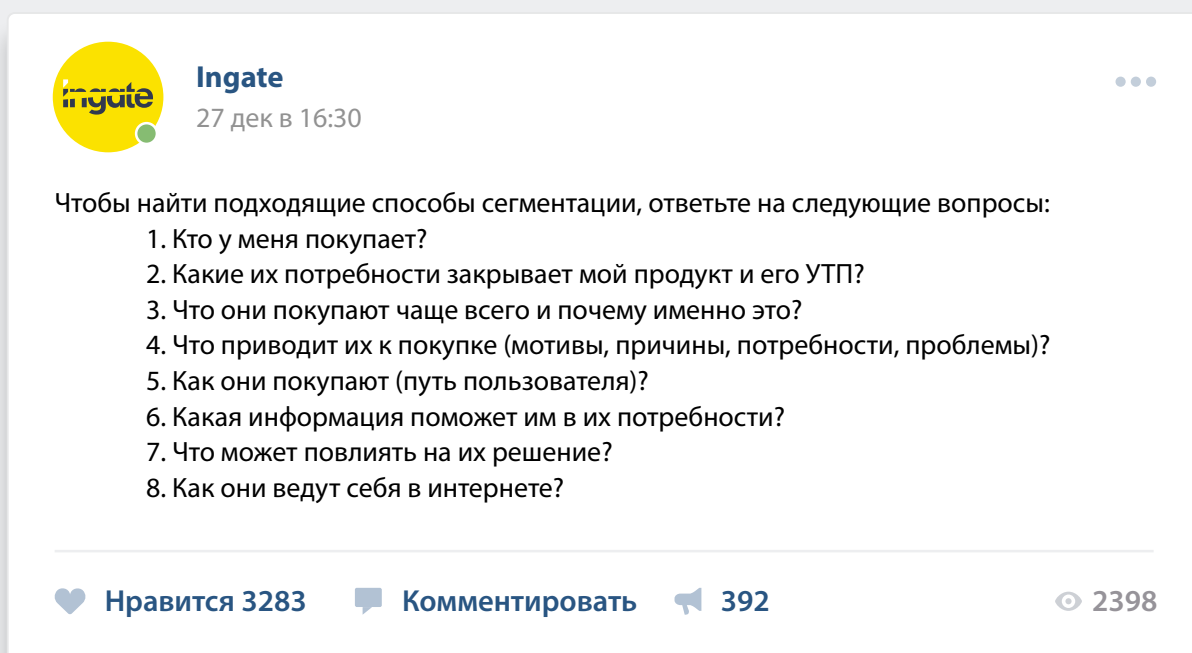 ingate
Ingate
27 дек в 16:30
Чтобы найти подходящие способы сегментации, ответьте на следующие вопросы:
1. Кто у меня покупает?
2. Какие их потребности закрывает мой продукт и его УТП?
3. Что они покупают чаще всего и почему именно это?
4. Что приводит их к покупке (мотивы, причины, потребности, проблемы)?
5. Как они покупают (путь пользователя)?
6. Какая информация поможет им в их потребности?
7. Что может повлиять на их решение?
8. Как они ведут себя в интернете?
Нравится 3283 Комментировать 392 2398